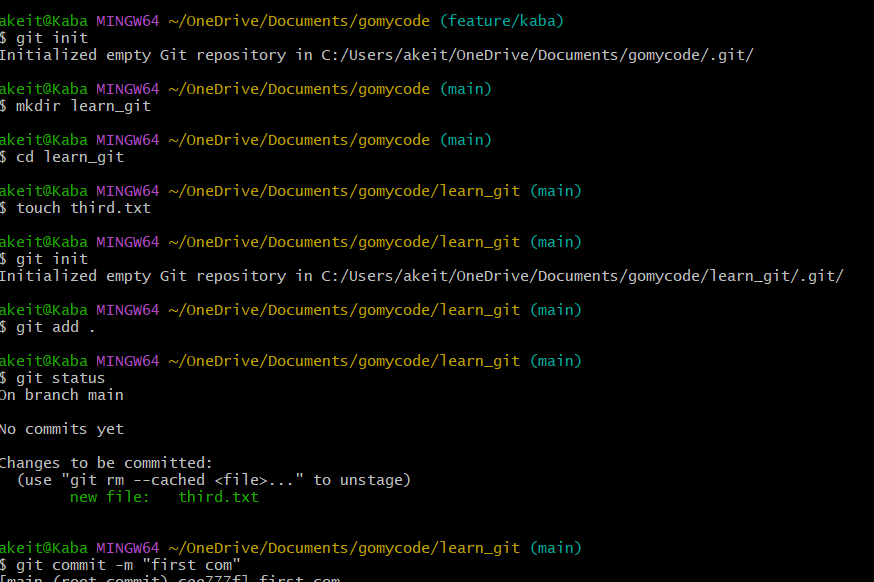 akeit@Kaba MINGW64 ~/OneDrive/Documents/gomycode (feature/kaba)
$ git init
Initialized empty Git repository in C:/Users/akeit/OneDrive/Documents/gomycode/.git/
akeit@Kaba MINGW64 ~/OneDrive/Documents/gomycode (main)
$ mkdir learn_git
akeit@Kaba MINGW64 ~/OneDrive/Documents/gomycode (main)
$ cd learn_git
akeit@Kaba MINGW64 ~/OneDrive/Documents/gomycode/learn_git (main)
$ touch third.txt
akeit@Kaba MINGW64 ~/OneDrive/Documents/gomycode/learn_git (main)
$ git init
Initialized empty Git repository in C:/Users/akeit/OneDrive/Documents/gomycode/learn_git/.git/
akeit@Kaba MINGW64 ~/OneDrive/Documents/gomycode/learn_git (main)
$ git add .
akeit@Kaba MINGW64 ~/OneDrive/Documents/gomycode/learn_git (main)
$ git status
On branch main
No commits yet
Changes to be committed:
(use "git rm --cached <file>..." to unstage)
new file: third.txt
akeit@Kaba MINGW64 ~/OneDrive/Documents/gomycode/learn_git (main)
$ git commit -m "first com"
[main (root-commit) first com